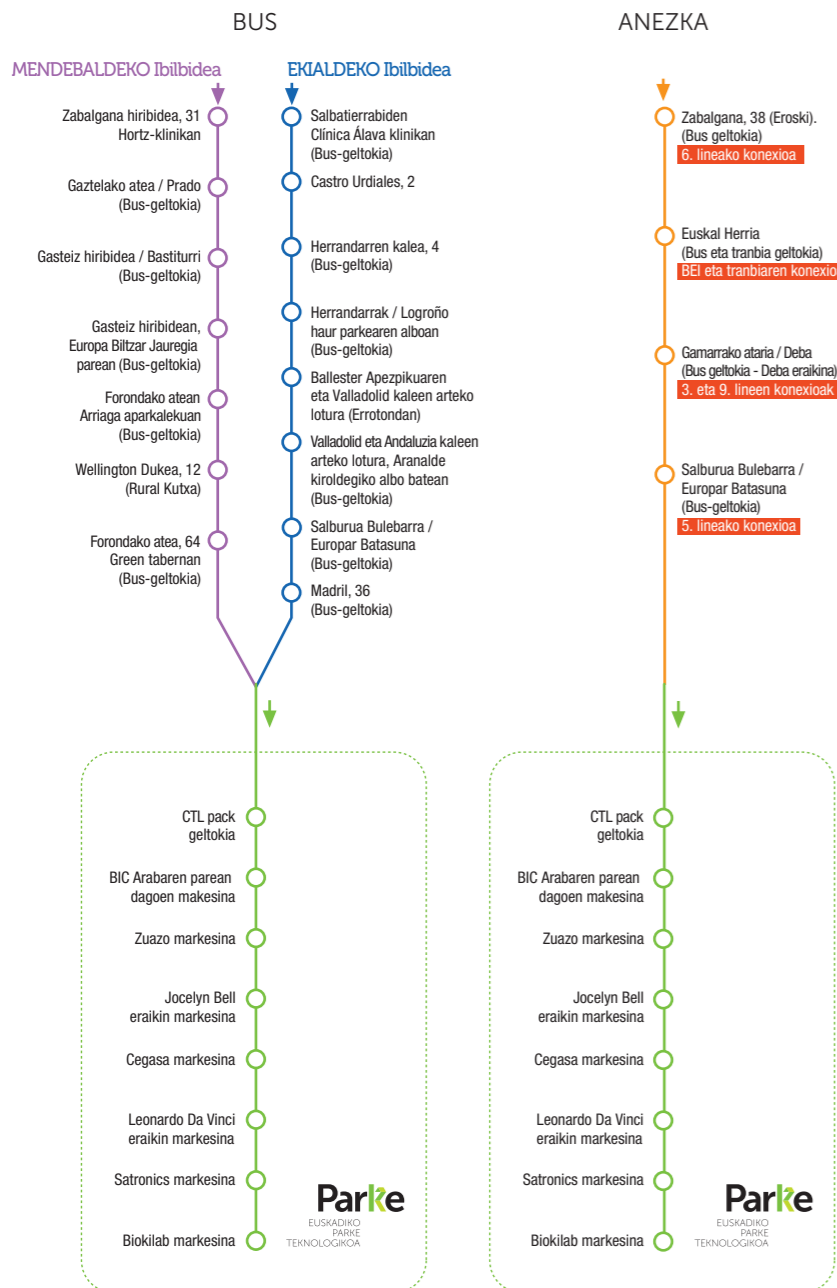 BUS
MENDEBALDEKO Ibilbidea
Zabalgana hiribidea, 31
Hortz-klinikan
Gaztelako atea / Prado
(Bus-geltokia)
Gasteiz hiribidea / Bastiturri
(Bus-geltokia)
Gasteiz hiribidean,
Europa Biltzar Jauregia
parean (Bus-geltokia)
Forondako atean
Arriaga aparkalekuan
(Bus-geltokia)
Wellington Dukea, 12
(Rural Kutxa)
Forondako atea, 64
Green tabernan
(Bus-geltokia)
EKIALDEKO Ibilbidea
Salbatierrabiden
Clínica Álava klinikan
(Bus-geltokia)
Castro Urdiales, 2
Herrandarren kalea, 4
(Bus-geltokia)
Herrandarrak / Logroño
haur parkearen alboan
(Bus-geltokia)
Ballester Apezpikuaren
eta Valladolid kaleen arteko
lotura (Errotondan)
Valladolid eta Andaluzia kaleen
arteko lotura, Aranalde
kiroldegiko albo batean
(Bus-geltokia)
Salburua Bulebarra /
Europar Batasuna
(Bus-geltokia)
Madril, 36
(Bus-geltokia)
CTL pack
geltokia
BIC Arabaren parean
dagoen makesina
Zuazo markesina
Jocelyn Bell
eraikin markesina
Cegasa markesina
Leonardo Da Vinci
eraikin markesina
Satronics markesina
Biokilab markesina
Parke
EUSKADIKO
PARKE
TEKNOLOGIKOA
ANEZKA
Zabalgana, 38 (Eroski).
(Bus geltokia)
6. lineako konexioa
Euskal Herria
(Bus eta tranbia geltokia)
BEI eta tranbiaren konexio
Gamarrako ataria / Deba
(Bus geltokia - Deba eraikina)
3. eta 9. lineen konexioak
Salburua Bulebarra /
Europar Batasuna
(Bus-geltokia)
5. lineako konexioa
CTL pack
geltokia
BIC Arabaren parean
dagoen makesina
Zuazo markesina
Jocelyn Bell
eraikin markesina
Cegasa markesina
Leonardo Da Vinci
eraikin markesina
Satronics markesina
Biokilab markesina
Parke
EUSKADIKO
PARKE
TEKNOLOGIKOA